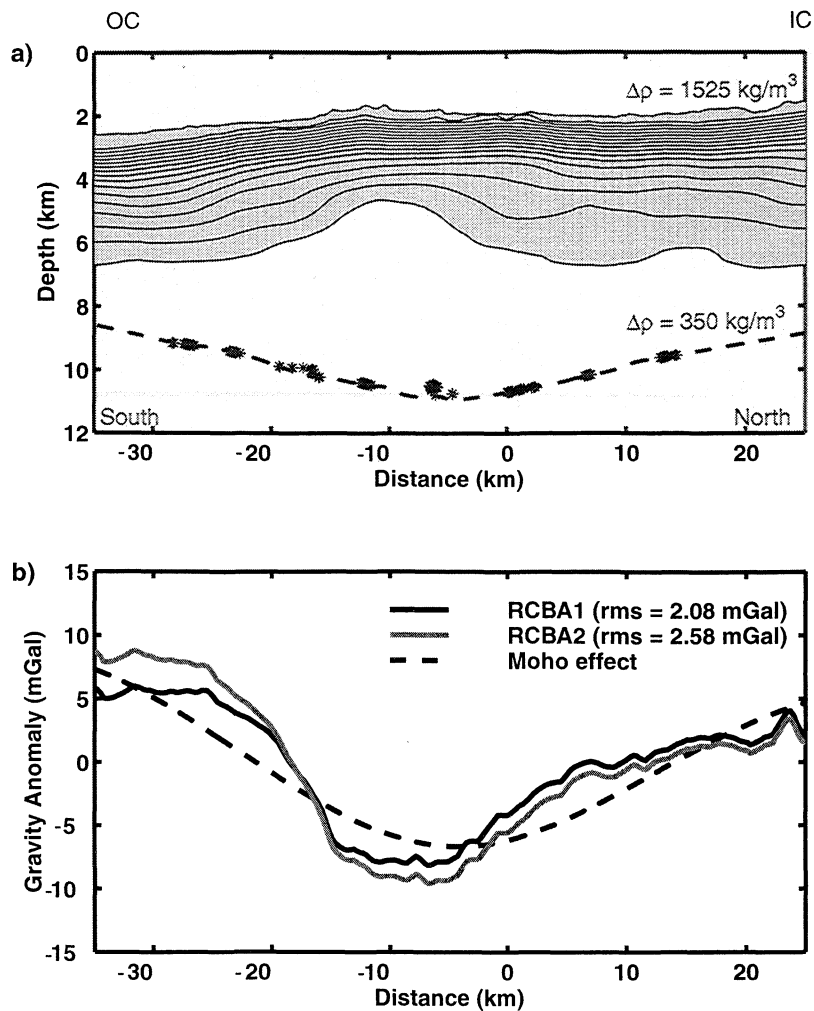 OC IC
a)
0
Δρ = 1525 kg/m3
2
4
Depth (km)
6
8
Δρ = 350 kg/m3
10
South North
12
-30 -20 -10 0 10 20
Distance (km)
b)
15
RCBA1 (rms = 2.08 mGal)
10
RCBA2 (rms = 2.58 mGal)
Moho effect
5
Gravity Anomaly (mGal)
0
-5
-10
-15
-30 -20 -10 0 10 20
Distance (km)